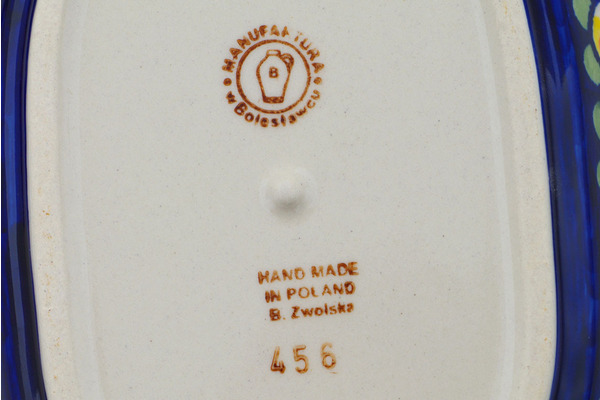 MANUFAKTURA
w Bolesławcu
B
HAND MADE
IN POLAND
B. Zwolska
456